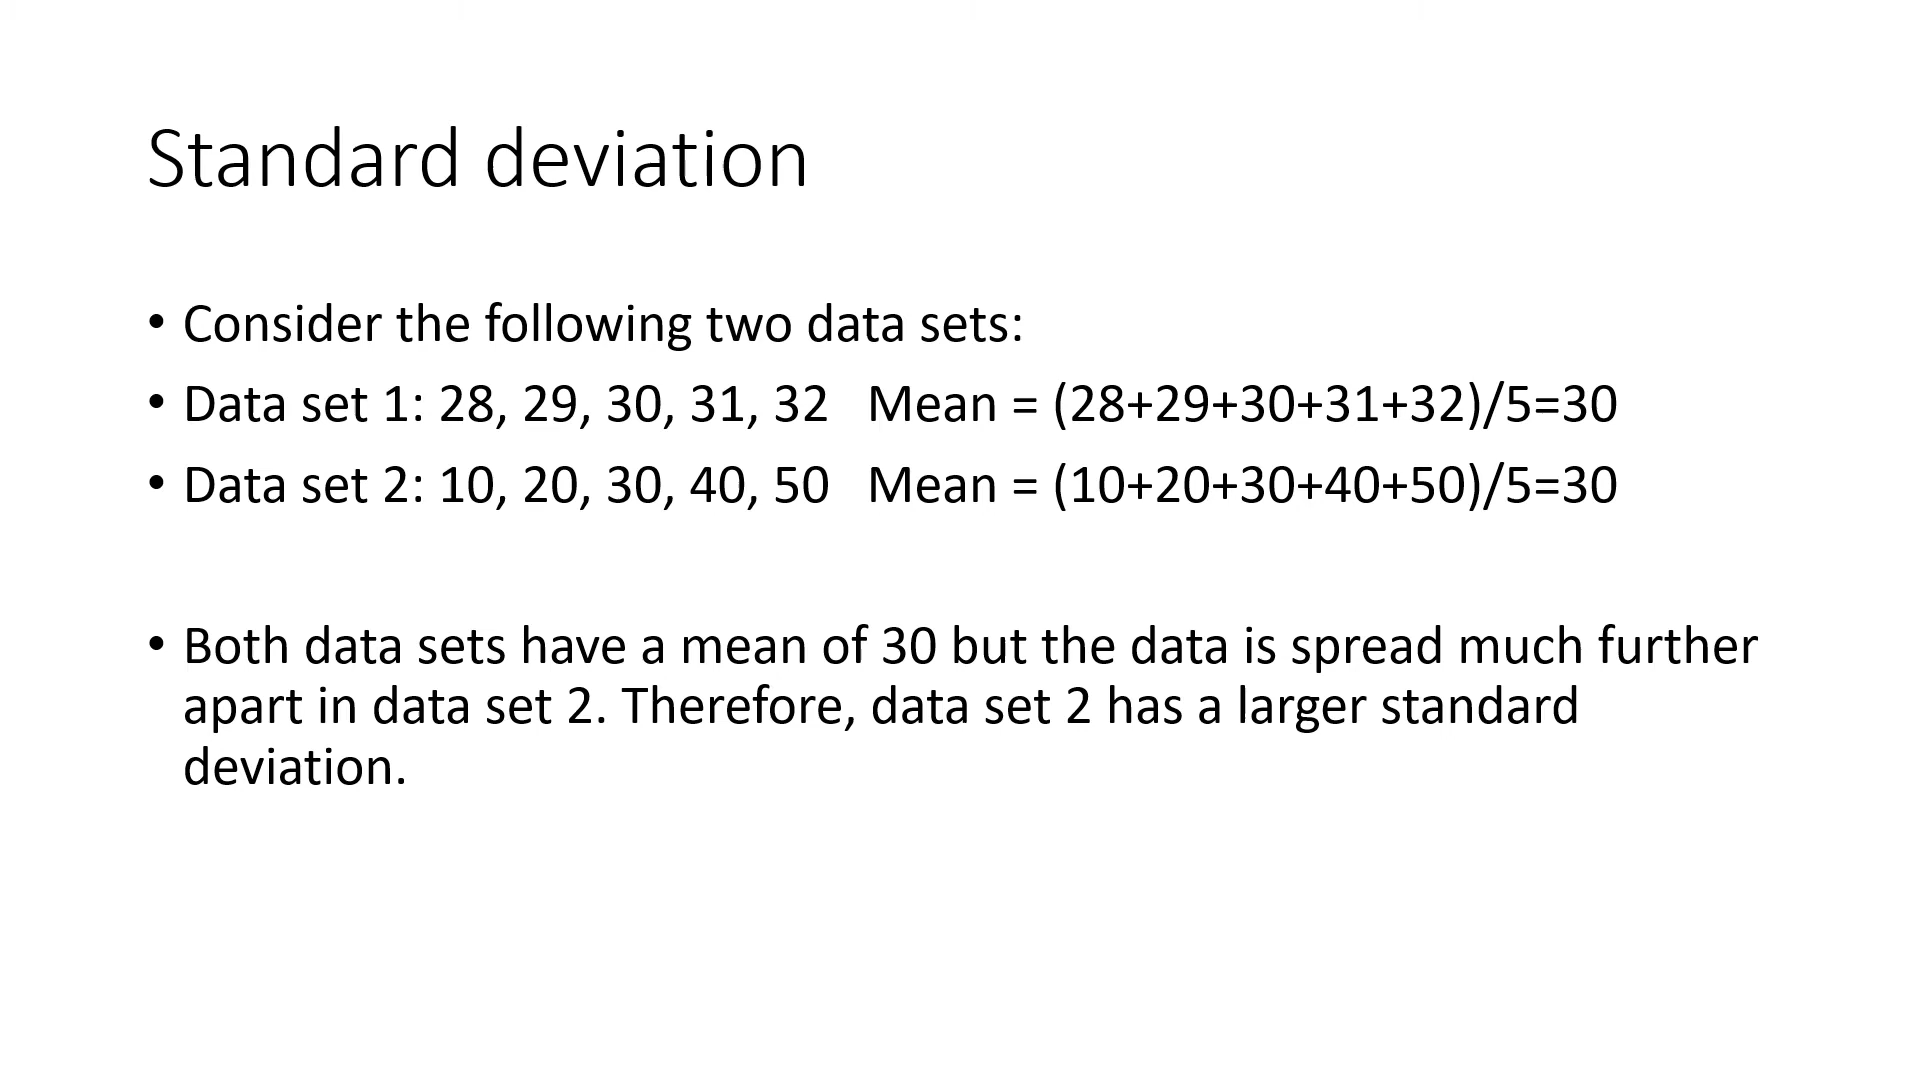 Standard deviation
• Consider the following two data sets:
• Data set 1: 28, 29, 30, 31, 32 Mean = (28+29+30+31+32)/5=30
• Data set 2: 10, 20, 30, 40, 50 Mean = (10+20+30+40+50)/5=30
• Both data sets have a mean of 30 but the data is spread much further
apart in data set 2. Therefore, data set 2 has a larger standard
deviation.